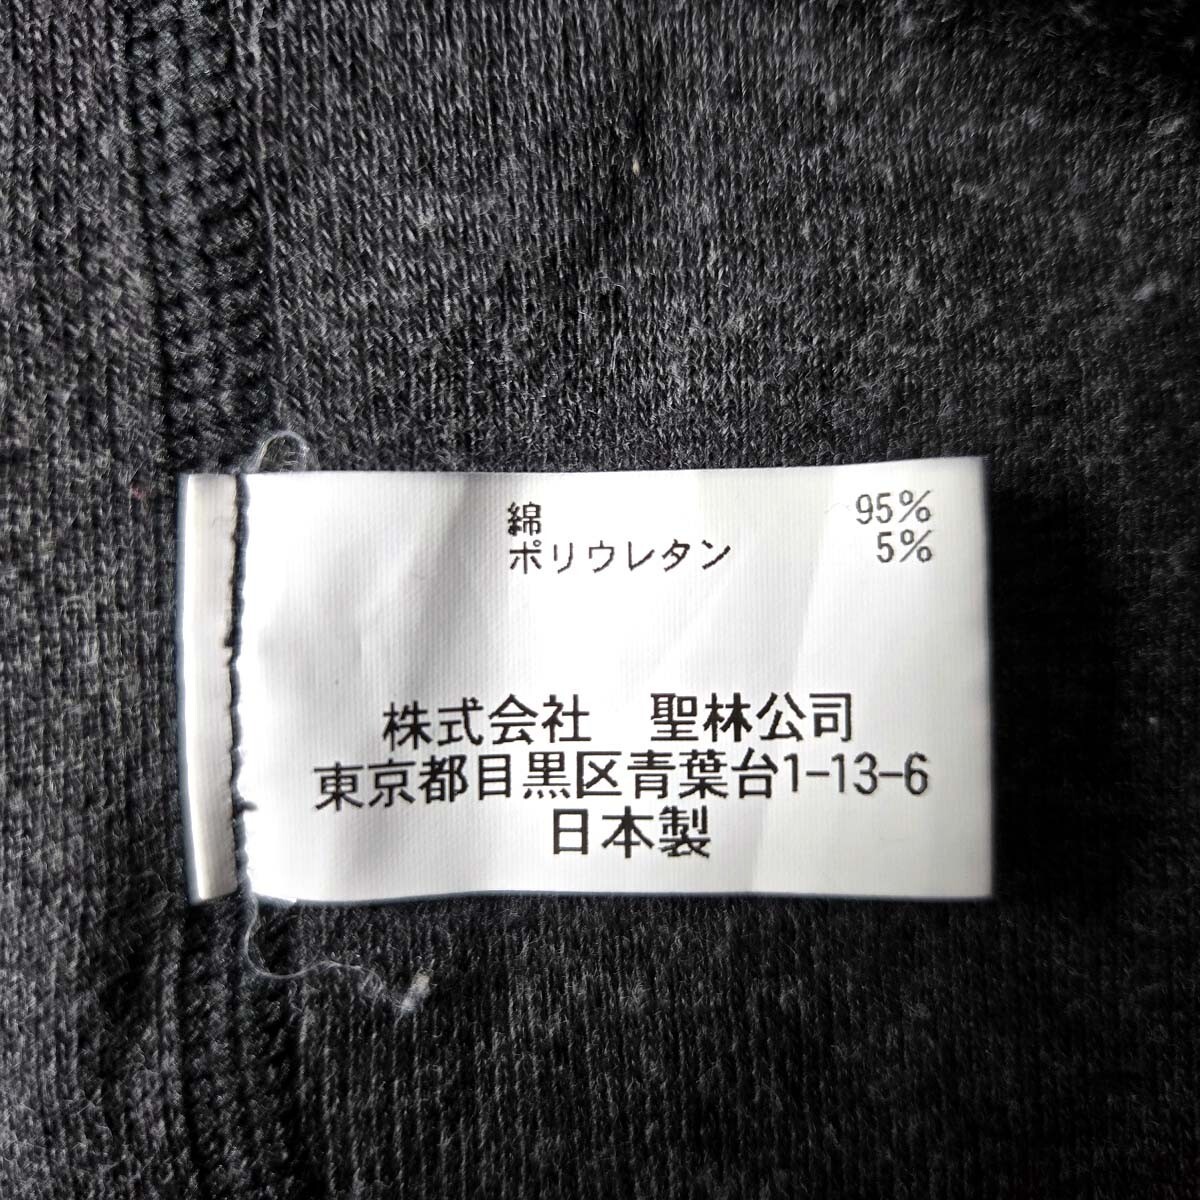 綿 95%
ポリウレタン 5%
株式会社 聖林公司
東京都目黒区青葉台1-13-6
日本製